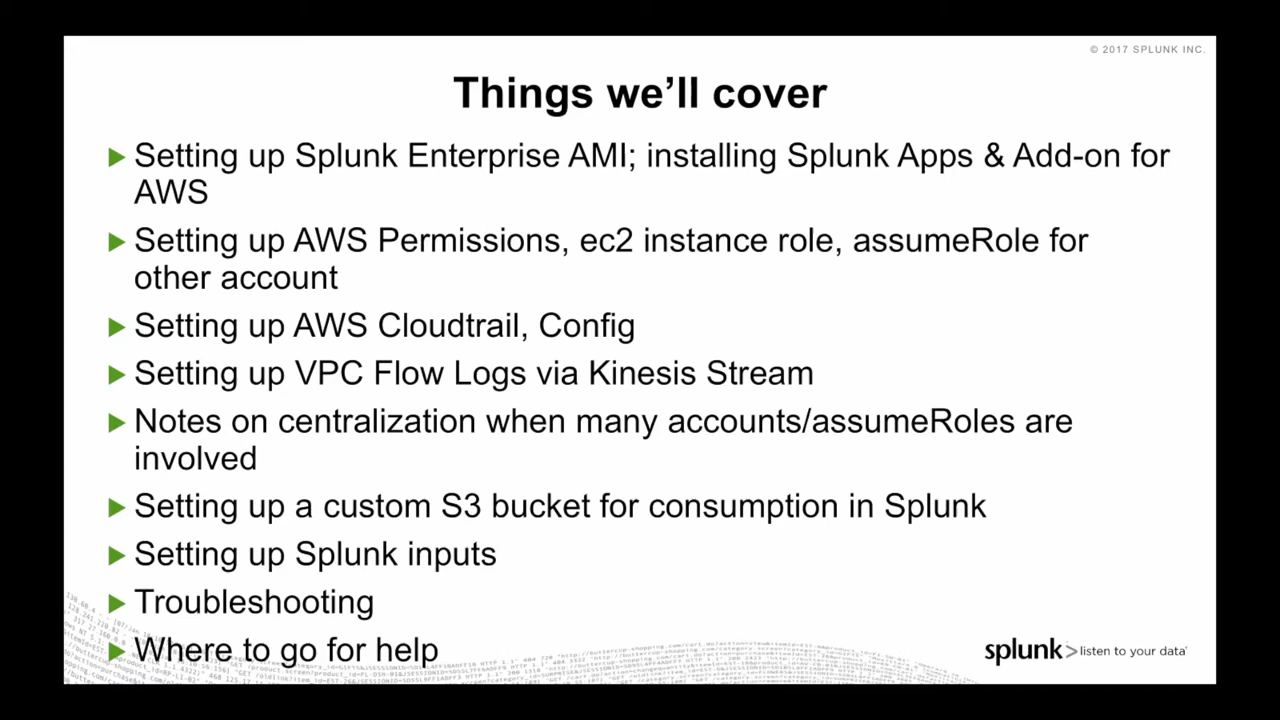 © 2017 SPLUNK INC.
Things we'll cover
Setting up Splunk Enterprise AMI; installing Splunk Apps & Add-on for
AWS
Setting up AWS Permissions, ec2 instance role, assumeRole for
other account
Setting up AWS Cloudtrail, Config
Setting up VPC Flow Logs via Kinesis Stream
Notes on centralization when many accounts/assumeRoles are
involved
Setting up a custom S3 bucket for consumption in Splunk
Setting up Splunk inputs
Troubleshooting
Where to go for help
splunk> listen to your data